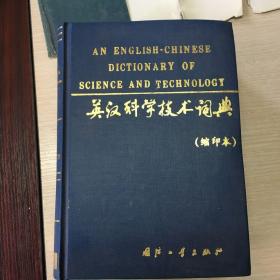 AN ENGLISH-CHINESE
DICTIONARY OF
SCIENCE AND TECHNOLOGY
英汉科学技术词典
(缩印本)
国防工业出版社